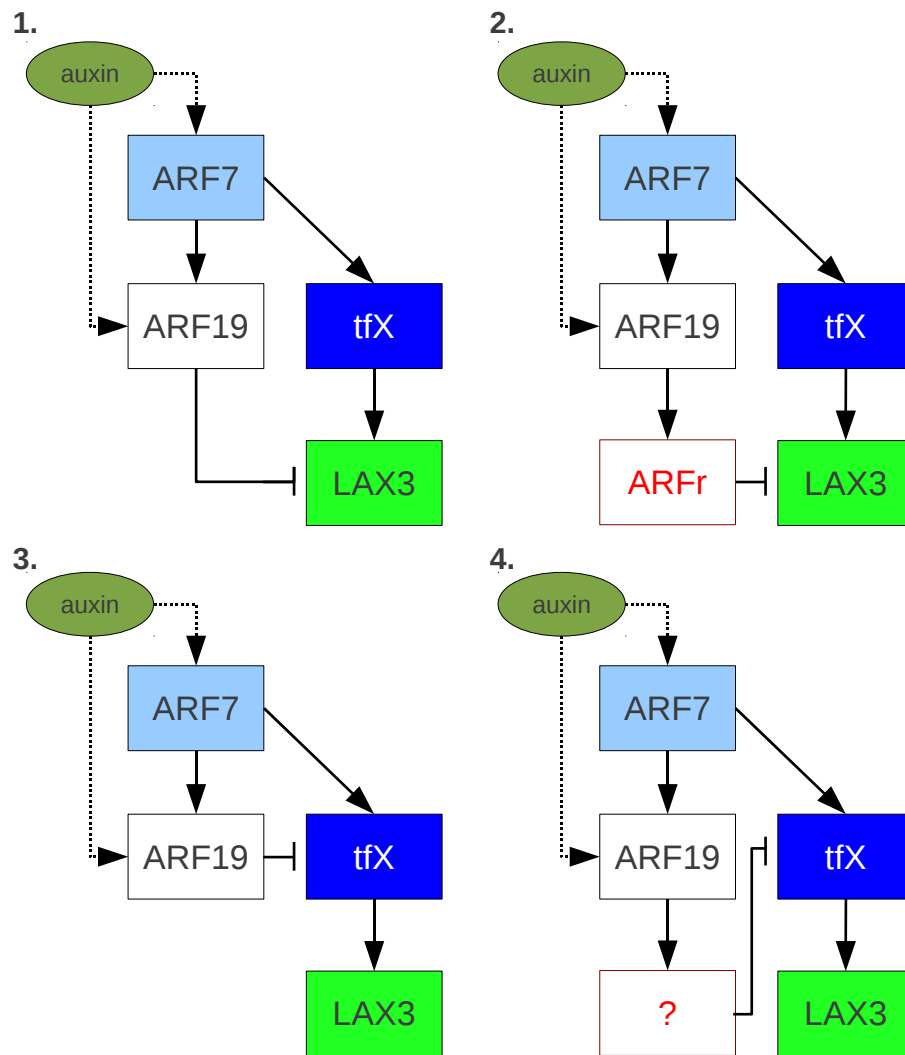 1.
auxin
ARF7
ARF19
tfX
LAX3
2.
auxin
ARF7
ARF19
tfX
ARFr
LAX3
3.
auxin
ARF7
ARF19
tfX
LAX3
4.
auxin
ARF7
ARF19
tfX
?
LAX3